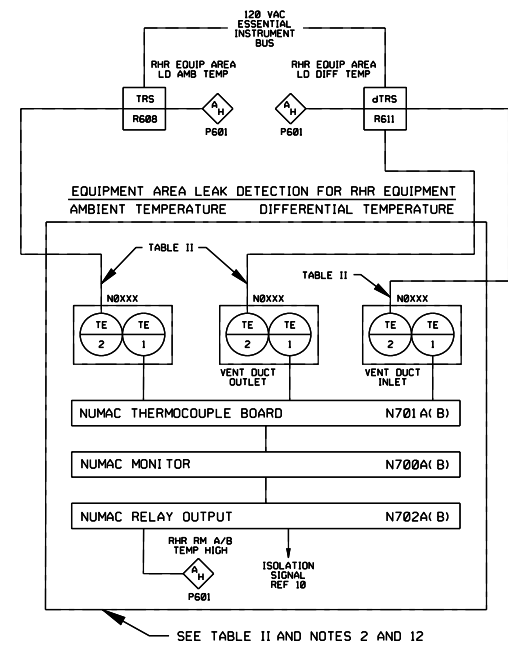 120 VAC
ESSENTIAL
INSTRUMENT
BUS
RHR EQUIP AREA
LD AMB TEMP
RHR EQUIP AREA
LD DIFF TEMP
TRS
R608
A
H
P601
A
H
P601
dTRS
R611
EQUIPMENT AREA LEAK DETECTION FOR RHR EQUIPMENT
AMBIENT TEMPERATURE DIFFERENTIAL TEMPERATURE
TABLE II
TABLE II
N0XXX
N0XXX
N0XXX
TE
2
TE
1
TE
2
TE
1
TE
2
TE
1
VENT DUCT
OUTLET
VENT DUCT
INLET
NUMAC THERMOCOUPLE BOARD N701A(B)
NUMAC MONITOR N700A(B)
NUMAC RELAY OUTPUT N702A(B)
RHR RM A/B
TEMP HIGH
A
H
P601
ISOLATION
SIGNAL
REF 10
SEE TABLE II AND NOTES 2 AND 12